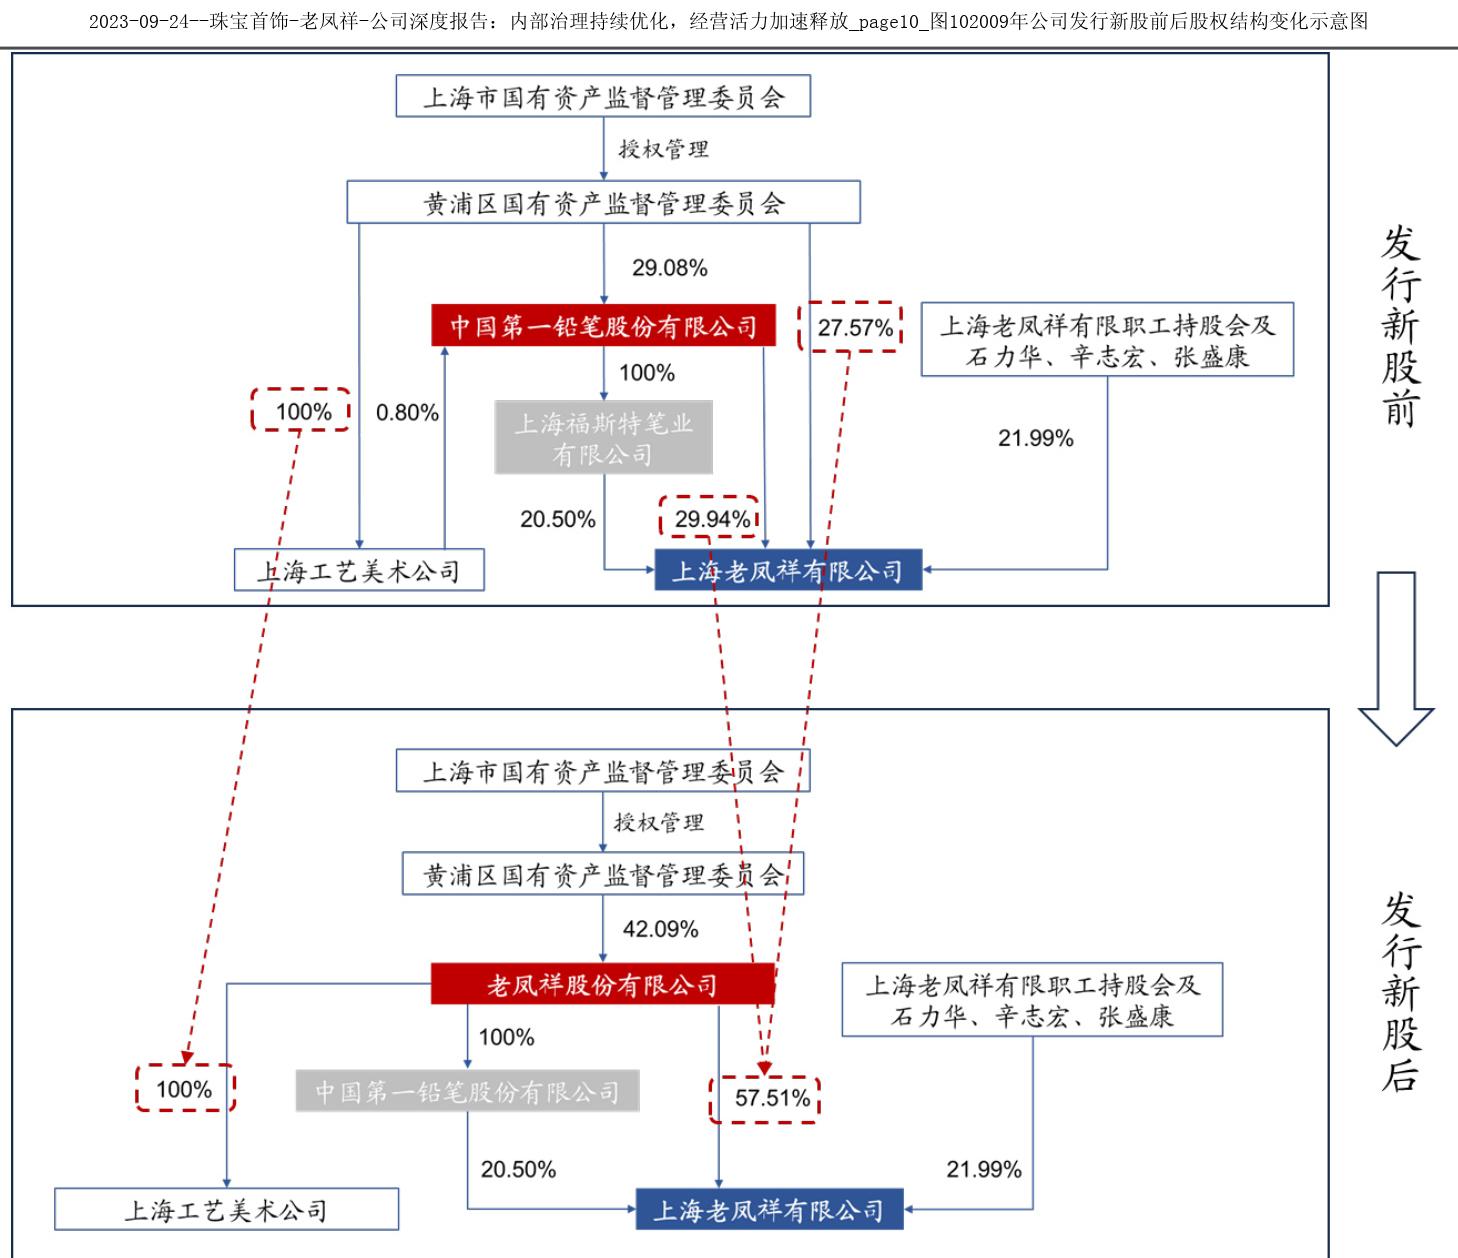 2023-09-24--珠宝首饰-老凤祥-公司深度报告：内部治理持续优化，经营活力加速释放_page10_图102009年公司发行新股前后股权结构变化示意图
上海市国有资产监督管理委员会
授权管理
黄浦区国有资产监督管理委员会
29.08%
中国第一铅笔股份有限公司
27.57%
上海老凤祥有限职工持股会及
石力华、辛志宏、张盛康
100%
100%
0.80%
上海福斯特笔业
有限公司
21.99%
20.50%
29.94%
上海工艺美术公司
上海老凤祥有限公司
发行新股前
上海市国有资产监督管理委员会
授权管理
黄浦区国有资产监督管理委员会
42.09%
老凤祥股份有限公司
上海老凤祥有限职工持股会及
石力华、辛志宏、张盛康
100%
100%
中国第一铅笔股份有限公司
57.51%
20.50%
21.99%
上海工艺美术公司
上海老凤祥有限公司
发行新股后